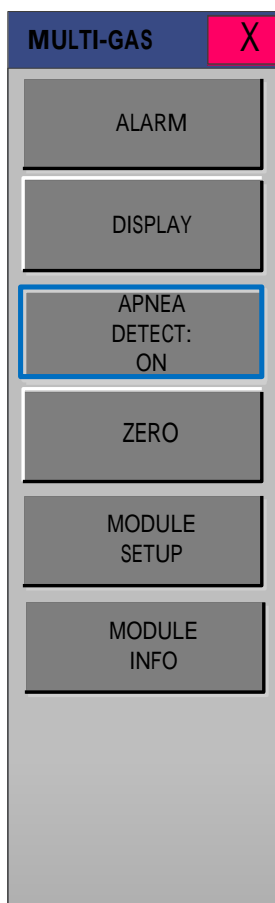 MULTI-GAS X
ALARM
DISPLAY
APNEA
DETECT:
ON
ZERO
MODULE
SETUP
MODULE
INFO